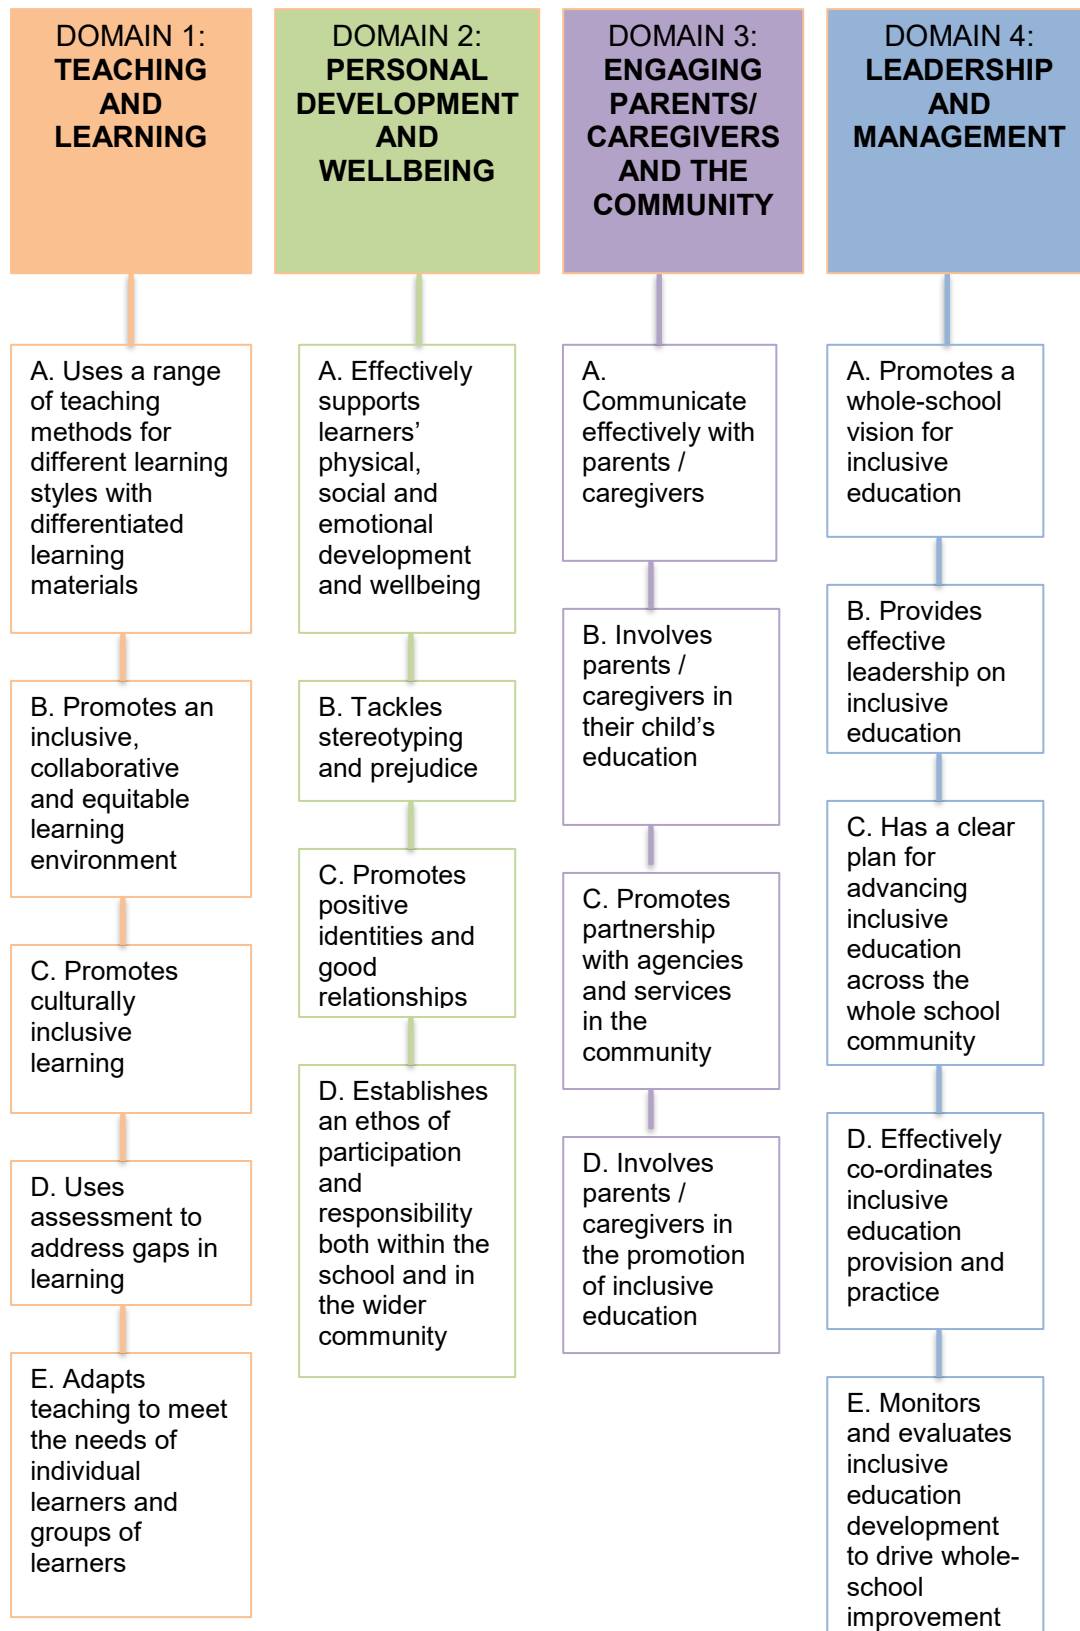 DOMAIN 1:
TEACHING
AND
LEARNING
A. Uses a range
of teaching
methods for
different learning
styles with
differentiated
learning
materials
B. Promotes an
inclusive,
collaborative
and equitable
learning
environment
C. Promotes
culturally
inclusive
learning
D. Uses
assessment to
address gaps in
learning
E. Adapts
teaching to meet
the needs of
individual
learners and
groups of
learners
DOMAIN 2:
PERSONAL
DEVELOPMENT
AND
WELLBEING
A. Effectively
supports
learners’
physical,
social and
emotional
development
and wellbeing
B. Tackles
stereotyping
and prejudice
C. Promotes
positive
identities and
good
relationships
D. Establishes
an ethos of
participation
and
responsibility
both within the
school and in
the wider
community
DOMAIN 3:
ENGAGING
PARENTS/
CAREGIVERS
AND THE
COMMUNITY
A.
Communicate
effectively with
parents /
caregivers
B. Involves
parents /
caregivers in
their child’s
education
C. Promotes
partnership
with agencies
and services
in the
community
D. Involves
parents /
caregivers in
the promotion
of inclusive
education
DOMAIN 4:
LEADERSHIP
AND
MANAGEMENT
A. Promotes a
whole-school
vision for
inclusive
education
B. Provides
effective
leadership on
inclusive
education
C. Has a clear
plan for
advancing
inclusive
education
across the
whole school
community
D. Effectively
co-ordinates
inclusive
education
provision and
practice
E. Monitors
and evaluates
inclusive
education
development
to drive whole-
school
improvement